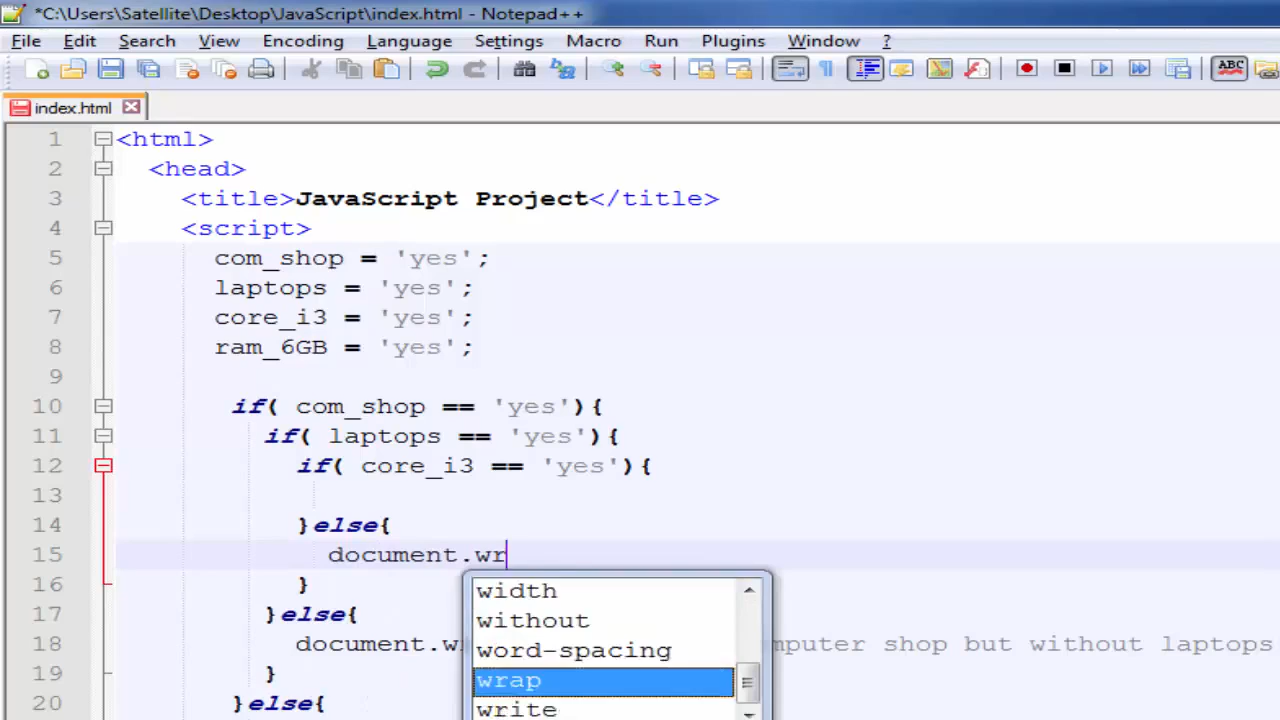 *C:\Users\Satellite\Desktop\JavaScript\index.html - Notepad++
File Edit Search View Encoding Language Settings Macro Run Plugins Window ?
ABC
index.html
1 <html>
2 <head>
3 <title>JavaScript Project</title>
4 <script>
5 com_shop = 'yes';
6 laptops = 'yes';
7 core_i3 = 'yes';
8 ram_6GB = 'yes';
9
10 if( com_shop == 'yes'){
11 if( laptops == 'yes'){
12 if( core_i3 == 'yes'){
13
14 }else{
15 document.wr
16 }
width
17 }else{
without
18 document.w mputer shop but without laptops
word-spacing
19 }
wrap
20 }else{
write